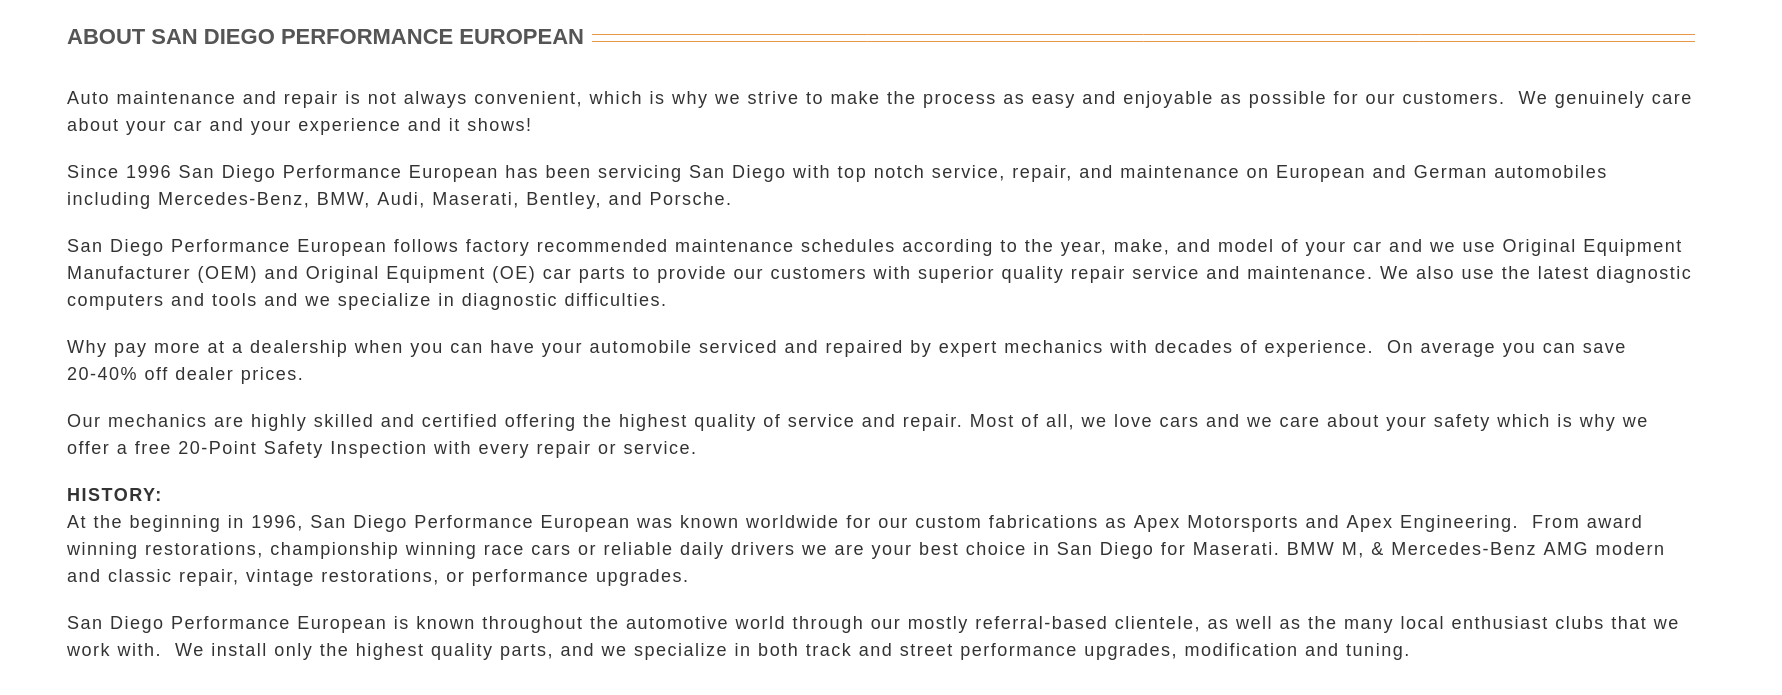 ABOUT SAN DIEGO PERFORMANCE EUROPEAN
Auto maintenance and repair is not always convenient, which is why we strive to make the process as easy and enjoyable as possible for our customers.  We genuinely care
about your car and your experience and it shows!
Since 1996 San Diego Performance European has been servicing San Diego with top notch service, repair, and maintenance on European and German automobiles
including Mercedes-Benz, BMW, Audi, Maserati, Bentley, and Porsche.
San Diego Performance European follows factory recommended maintenance schedules according to the year, make, and model of your car and we use Original Equipment
Manufacturer (OEM) and Original Equipment (OE) car parts to provide our customers with superior quality repair service and maintenance. We also use the latest diagnostic
computers and tools and we specialize in diagnostic difficulties.
Why pay more at a dealership when you can have your automobile serviced and repaired by expert mechanics with decades of experience.  On average you can save
20-40% off dealer prices.
Our mechanics are highly skilled and certified offering the highest quality of service and repair. Most of all, we love cars and we care about your safety which is why we
offer a free 20-Point Safety Inspection with every repair or service.
HISTORY:
At the beginning in 1996, San Diego Performance European was known worldwide for our custom fabrications as Apex Motorsports and Apex Engineering.  From award
winning restorations, championship winning race cars or reliable daily drivers we are your best choice in San Diego for Maserati. BMW M, & Mercedes-Benz AMG modern
and classic repair, vintage restorations, or performance upgrades.
San Diego Performance European is known throughout the automotive world through our mostly referral-based clientele, as well as the many local enthusiast clubs that we
work with.  We install only the highest quality parts, and we specialize in both track and street performance upgrades, modification and tuning.